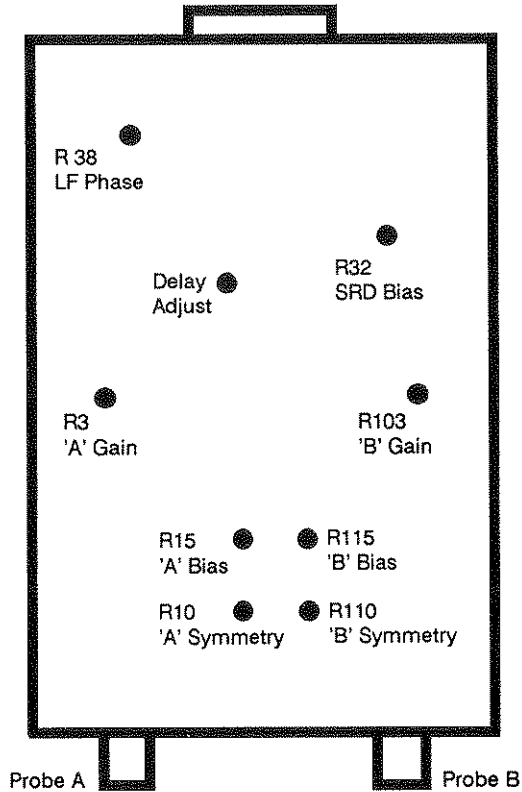 R 38
LF Phase
R32
SRD Bias
Delay
Adjust
R3
'A' Gain
R103
'B' Gain
R15
'A' Bias
R115
'B' Bias
R10
'A' Symmetry
R110
'B' Symmetry
Probe A
Probe B